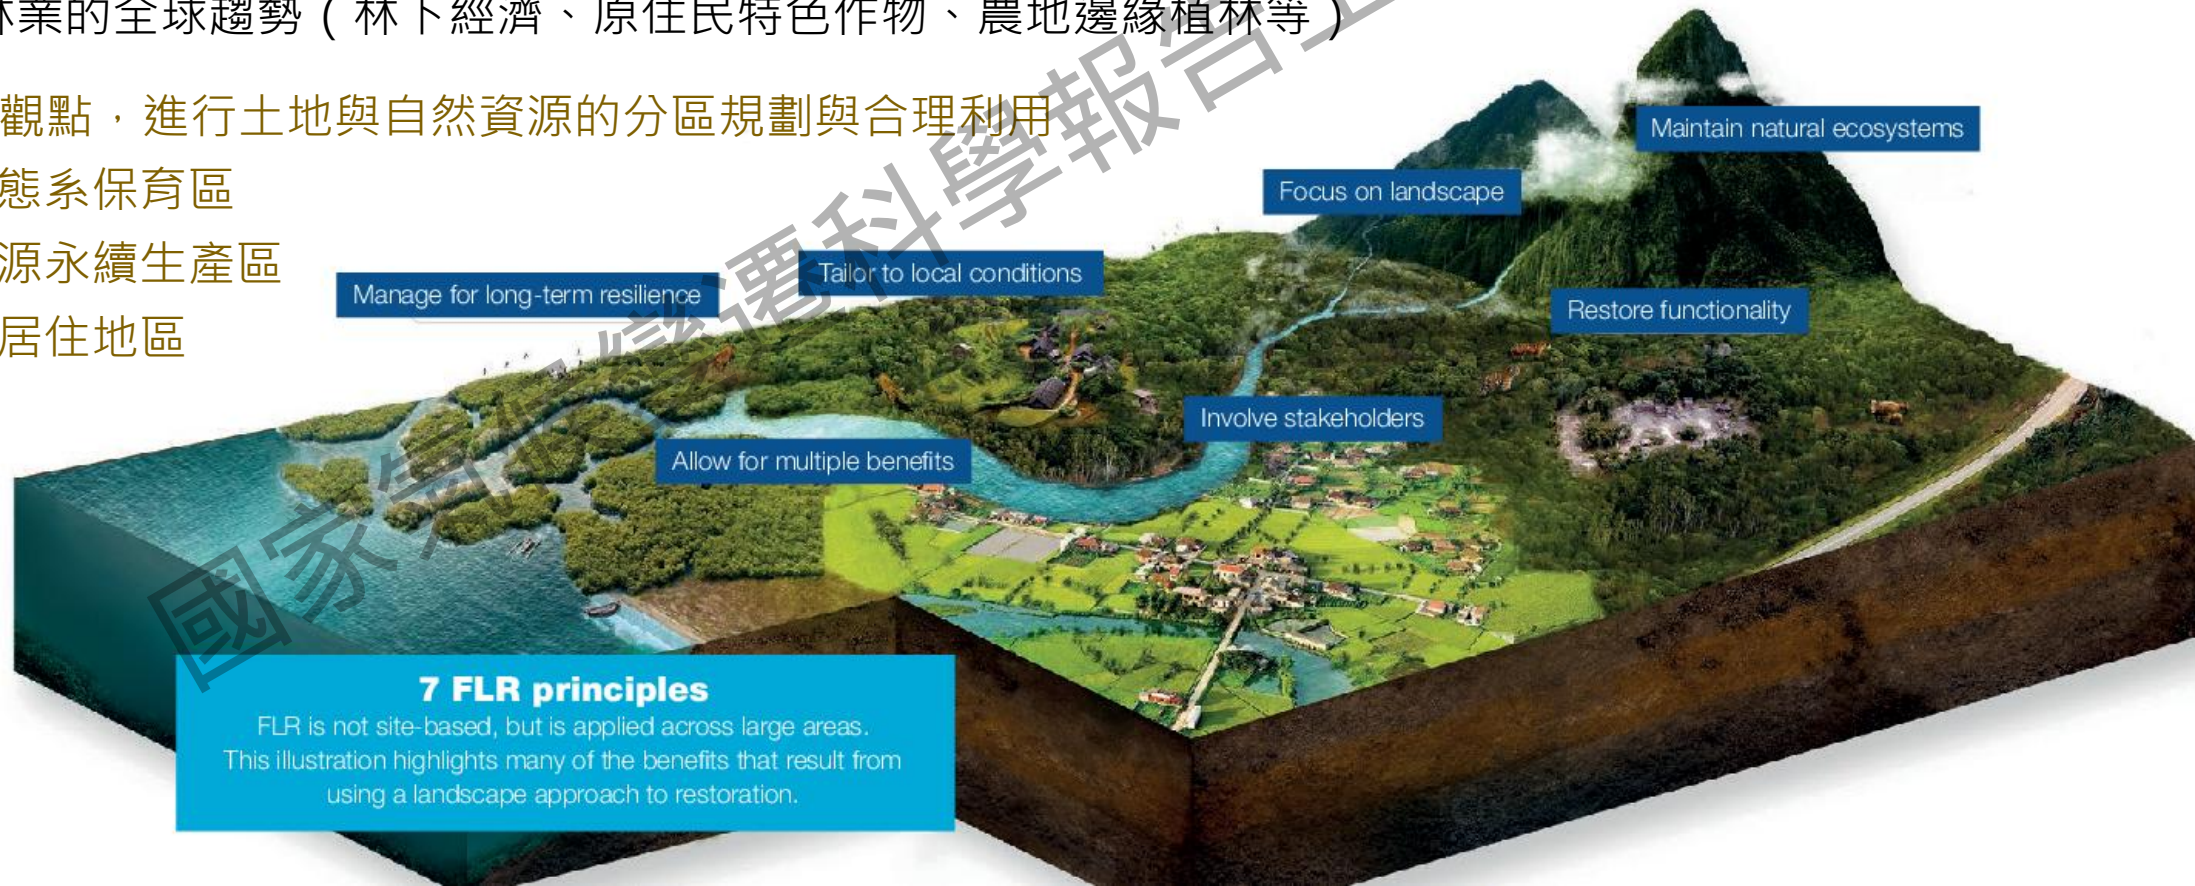 林業的全球趨勢（林下經濟、原住民特色作物、農地邊緣植林等）
觀點，進行土地與自然資源的分區規劃與合理利用
態系保育區
源永續生產區
居住地區
Maintain natural ecosystems
Focus on landscape
Tailor to local conditions
Manage for long-term resilience
Restore functionality
Involve stakeholders
Allow for multiple benefits
7 FLR principles
FLR is not site-based, but is applied across large areas.
This illustration highlights many of the benefits that result from
using a landscape approach to restoration.
國家氣候變遷科學報告